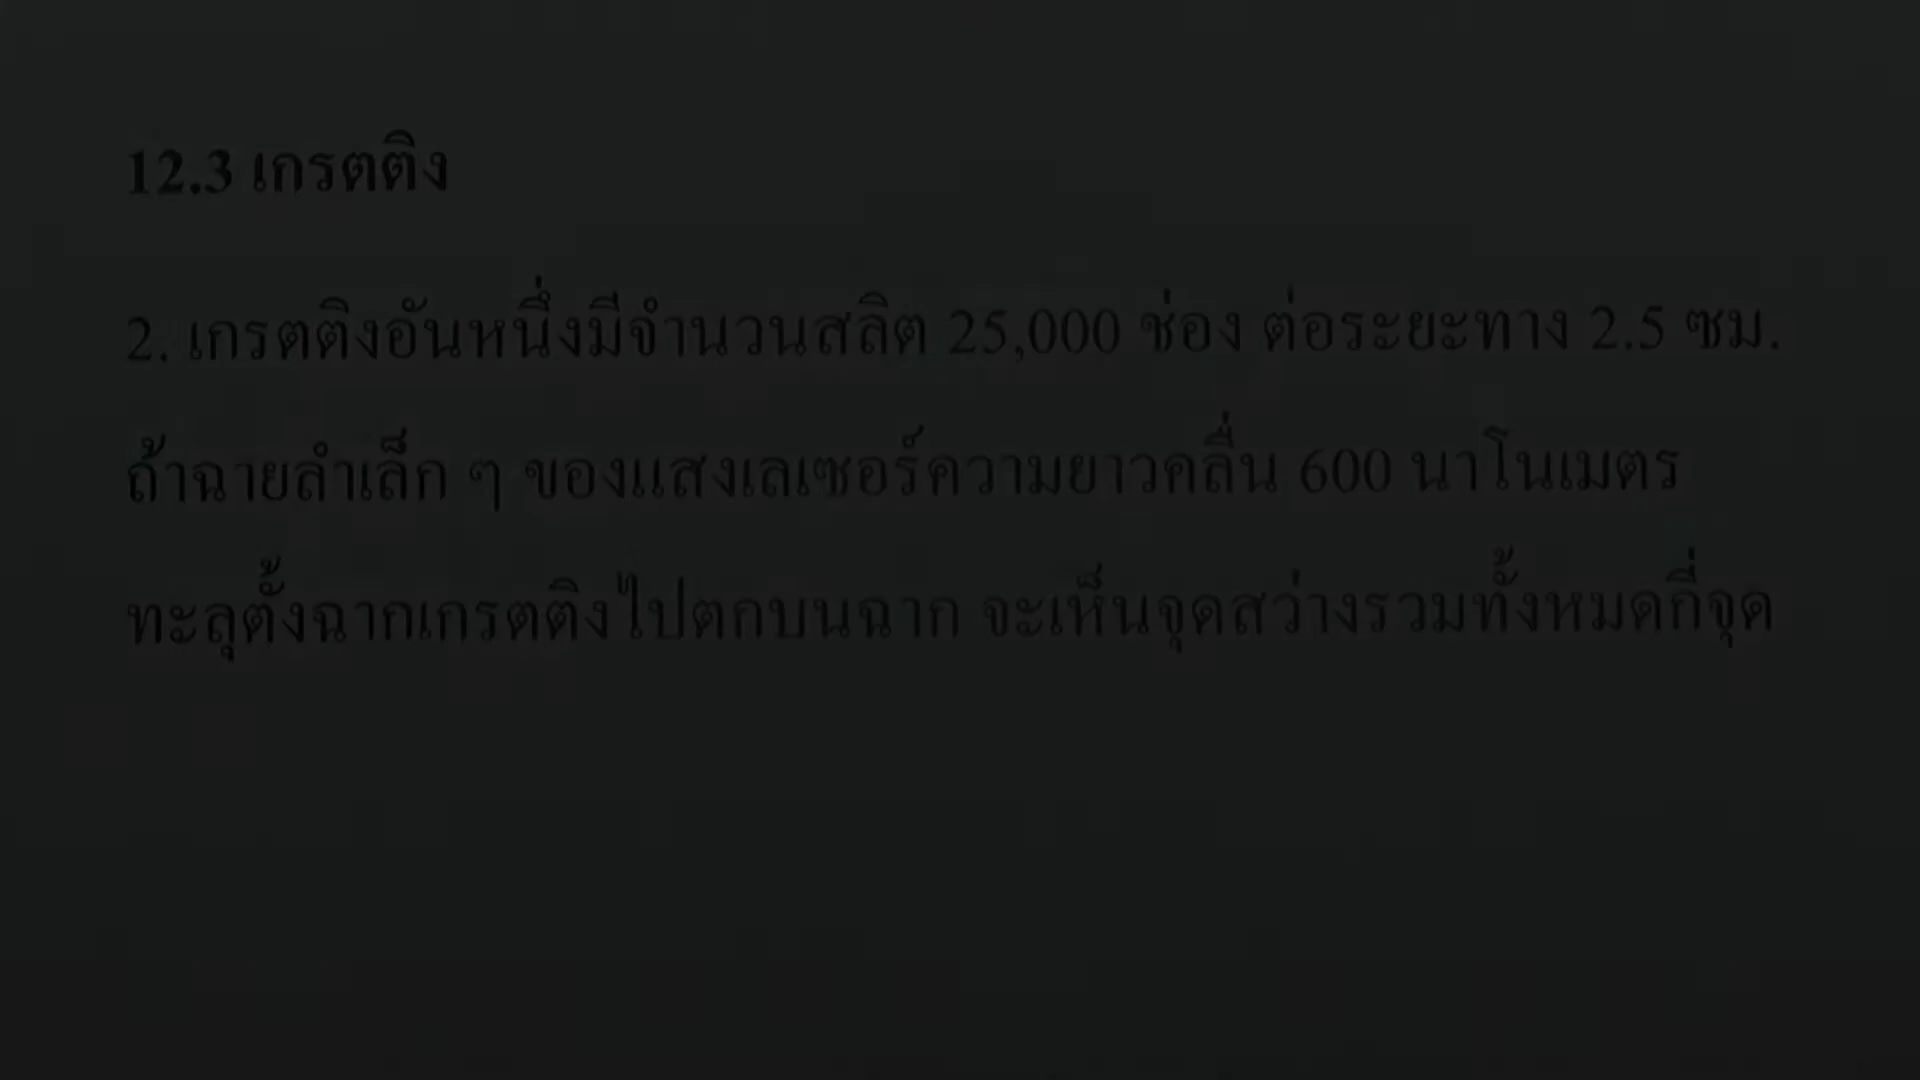 12.3 เกรตติง
2. เกรตติงอันหนึ่งมีจำนวนสลิต 25,000 ช่อง ต่อระยะทาง 2.5 ซม.
ถ้าฉายลำเล็ก ๆ ของแสงเลเซอร์ความยาวคลื่น 600 นาโนเมตร
ทะลุตั้งฉากเกรตติงไปตกบนฉาก จะเห็นจุดสว่างรวมทั้งหมดกี่จุด